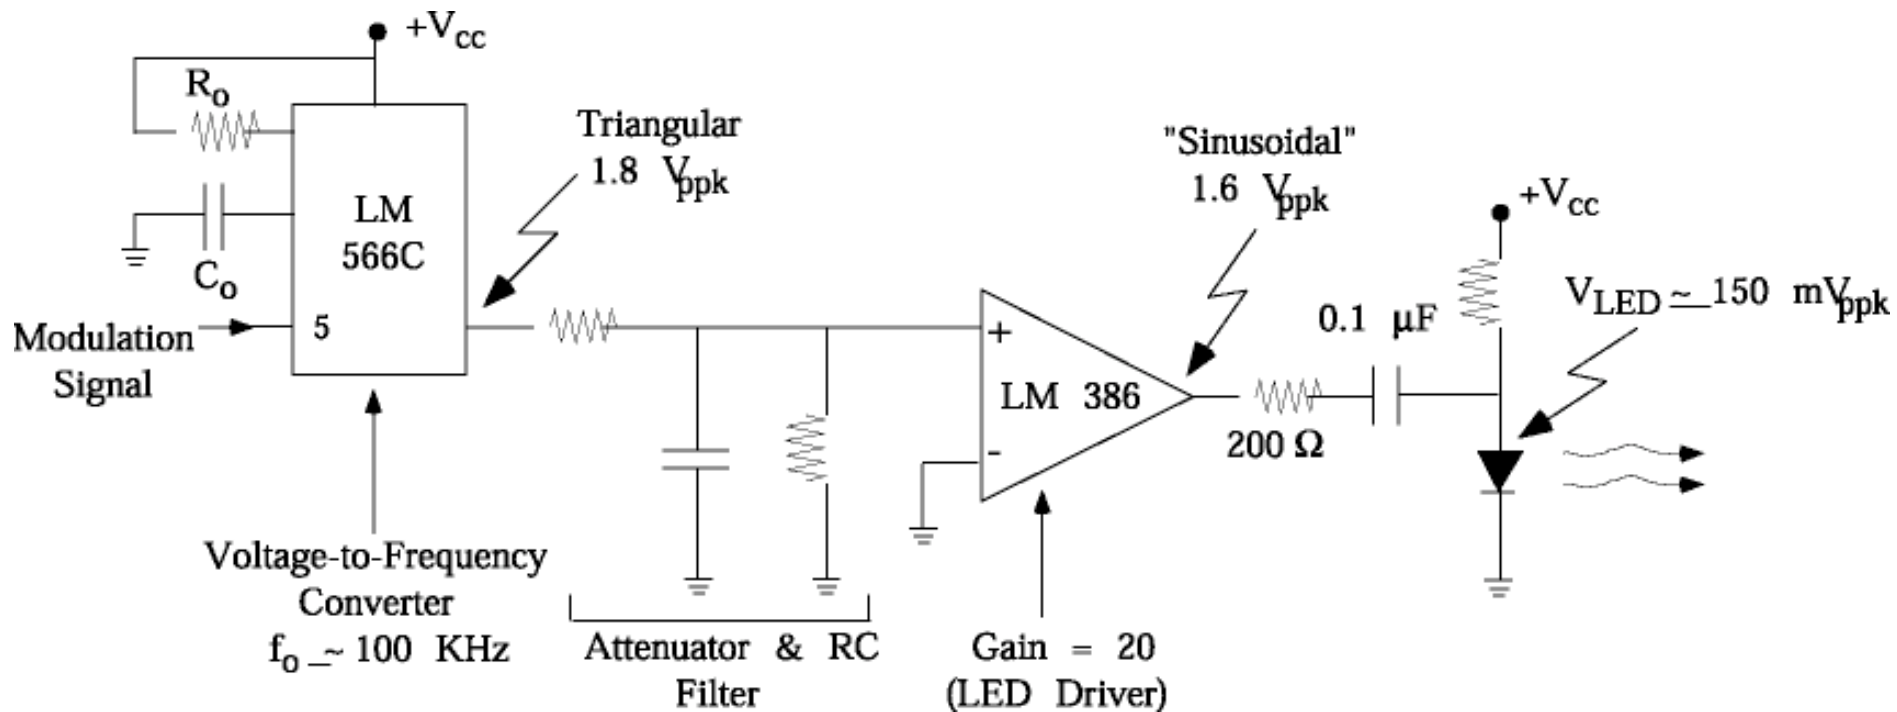 +Vcc
Ro
LM
566C
Co
5
Modulation
Signal
Triangular
1.8 Vppk
Voltage-to-Frequency
Converter
fo ~ 100 KHz
Attenuator & RC
Filter
+
LM 386
-
Gain = 20
(LED Driver)
"Sinusoidal"
1.6 Vppk
200 Ω
0.1 µF
+Vcc
VLED ~ 150 mVppk